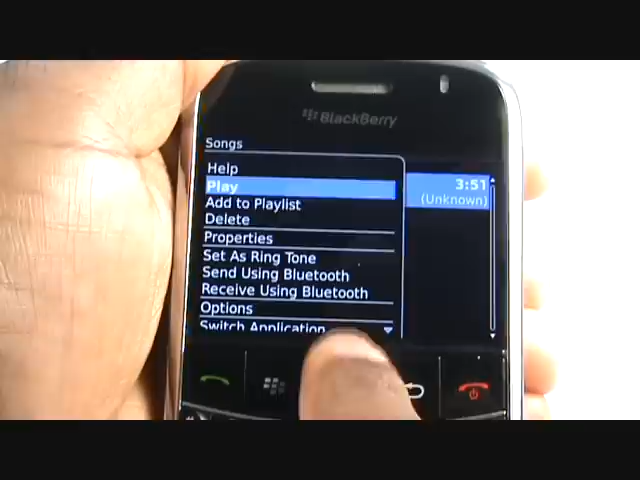 BlackBerry
Songs
Help
Play
3:51
Add to Playlist
(Unknown)
Delete
Properties
Set As Ring Tone
Send Using Bluetooth
Receive Using Bluetooth
Options
Switch Application